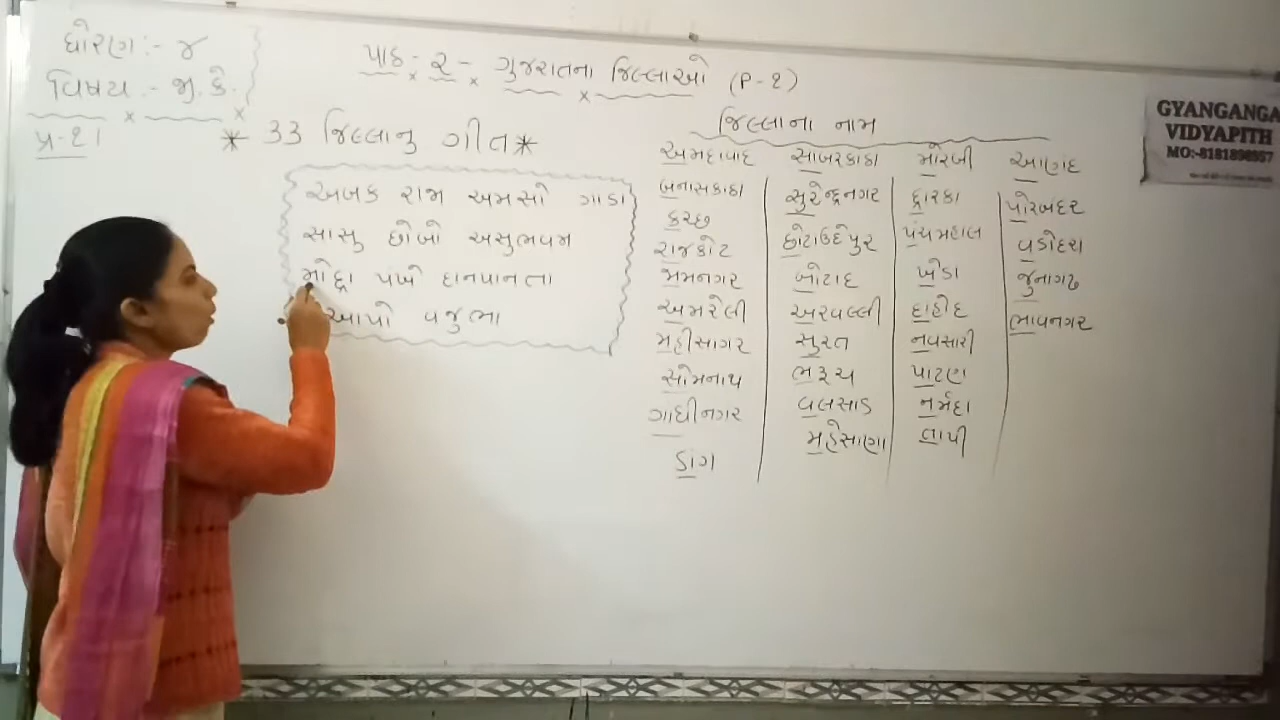 ધોરણ:- ૪
વિષય:- જી.કે.
પાઠ-૨- ગુજરાતના જિલ્લાઓ (P-1)
પ્ર-૨।
* 33 જિલ્લાનુ ગીત *
અબક રાજા અમસો ગાડા
સાસુ છોબો અસુભવમ
મોદ્વા પખે દાનપાનતા
આપો વજુભા
જિલ્લાના નામ
અમદાવાદ
બનાસકાઠા
કચ્છ
રાજકોટ
જામનગર
અમરેલી
મહીસાગર
સોમનાથ
ગાંધીનગર
ડાંગ
સાબરકાઠા
સુરેન્દ્રનગર
છોટાઉદેપુર
બોટાદ
અરવલ્લી
સુરત
ભરૂચ
વલસાડ
મહેસાણા
મોરબી
દ્વારકા
પંચમહાલ
ખેડા
દાહોદ
નવસારી
પાટણ
નર્મદા
તાપી
આણંદ
પોરબંદર
વડોદરા
જુનાગઢ
ભાવનગર
GYANGANGA
VIDYAPITH
MO:-8181898957